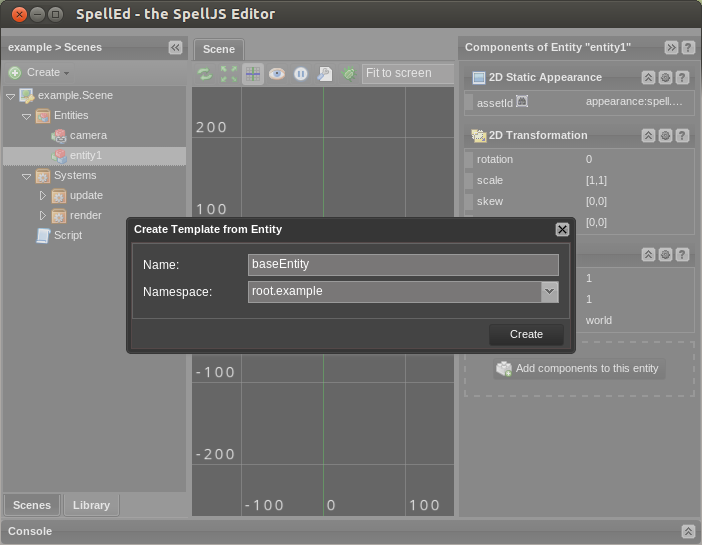 SpellEd - the SpellJS Editor
example > Scenes
Create
example.Scene
Entities
camera
entity1
Systems
update
render
Script
Scenes
Library
Scene
Fit to screen
200
100
-100
-200
-100 0 100
Create Template from Entity
Name: baseEntity
Namespace: root.example
Create
Components of Entity "entity1"
2D Static Appearance
assetId appearance:spell....
2D Transformation
rotation 0
scale [1,1]
skew [0,0]
[0,0]
1
1
world
Add components to this entity
Console